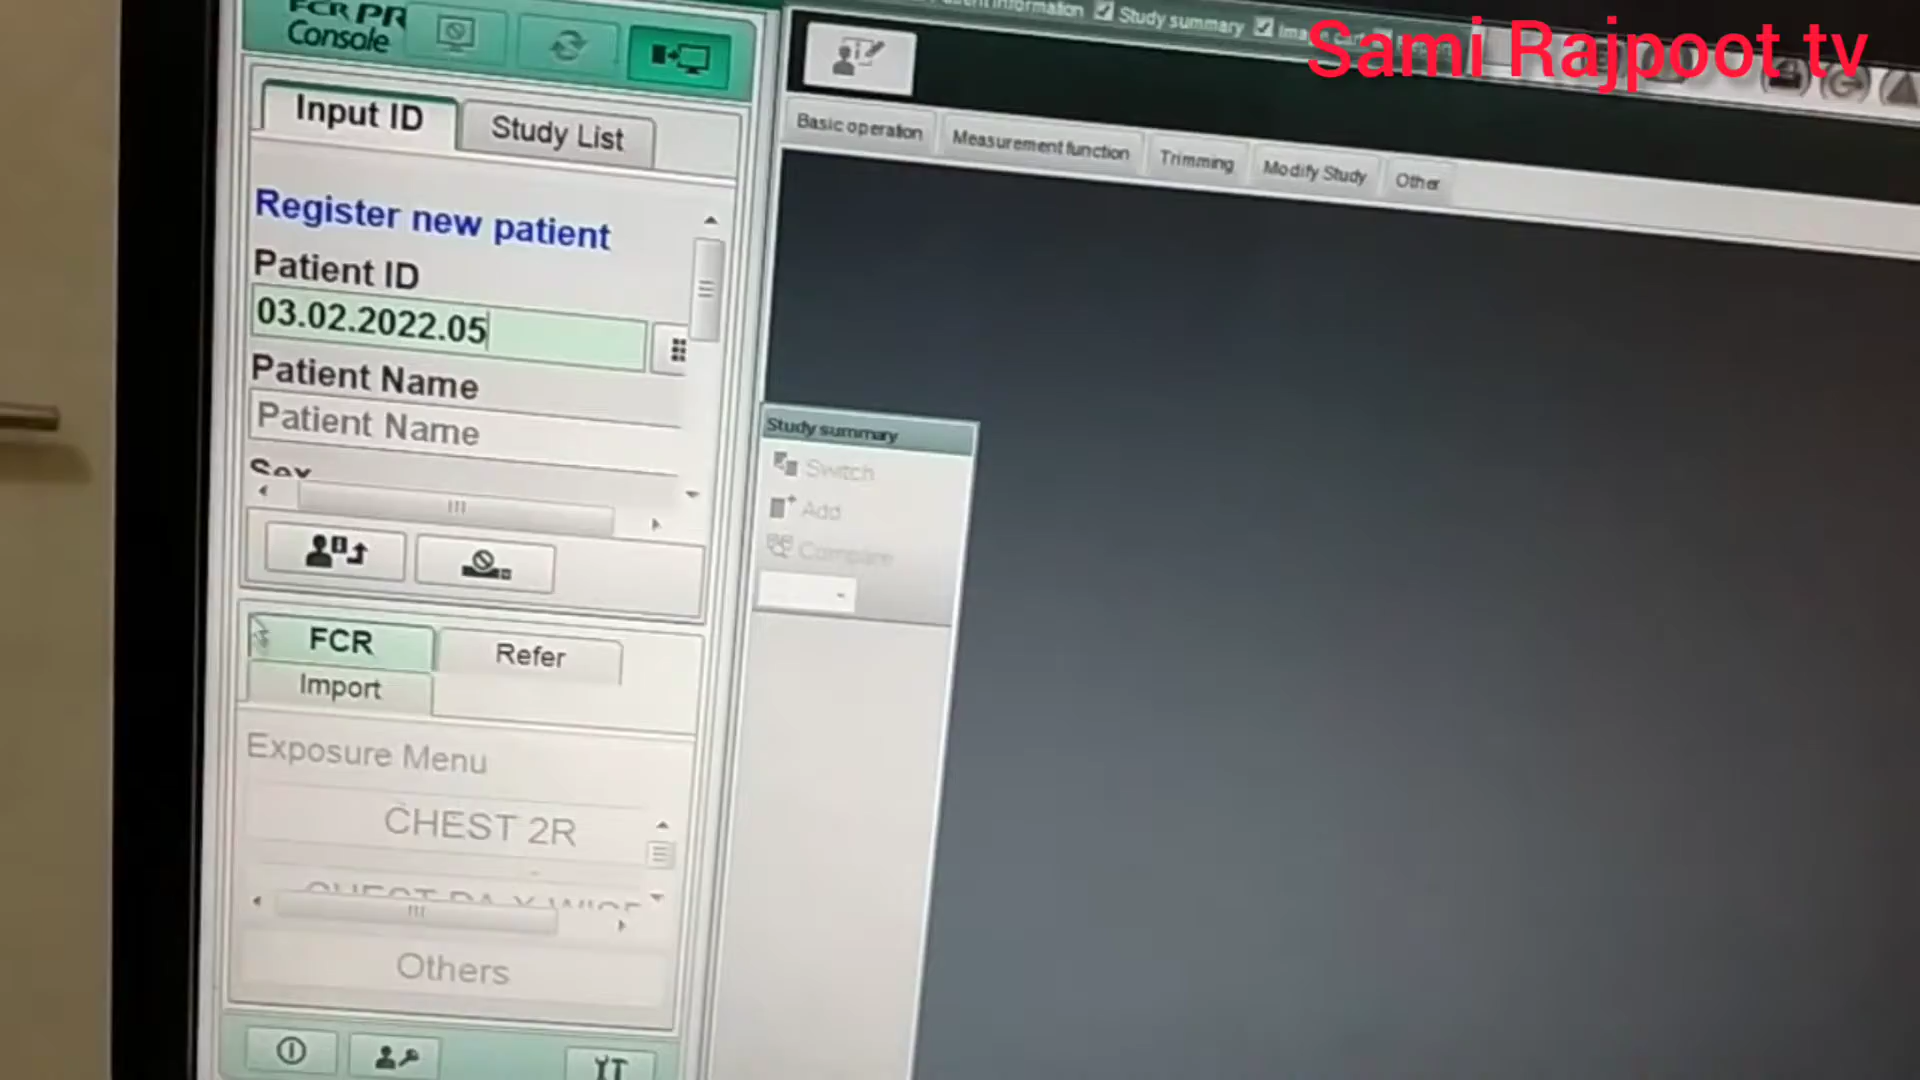 FCR PR
Console
Study summary
Sami Rajpoot tv
Input ID
Study List
Basic operation
Measurement function
Trimming
Modify Study
Other
Register new patient
Patient ID
03.02.2022.05
Patient Name
Patient Name
Sex
Study summary
Switch
Add
Compare
FCR
Refer
Import
Exposure Menu
CHEST 2R
Others